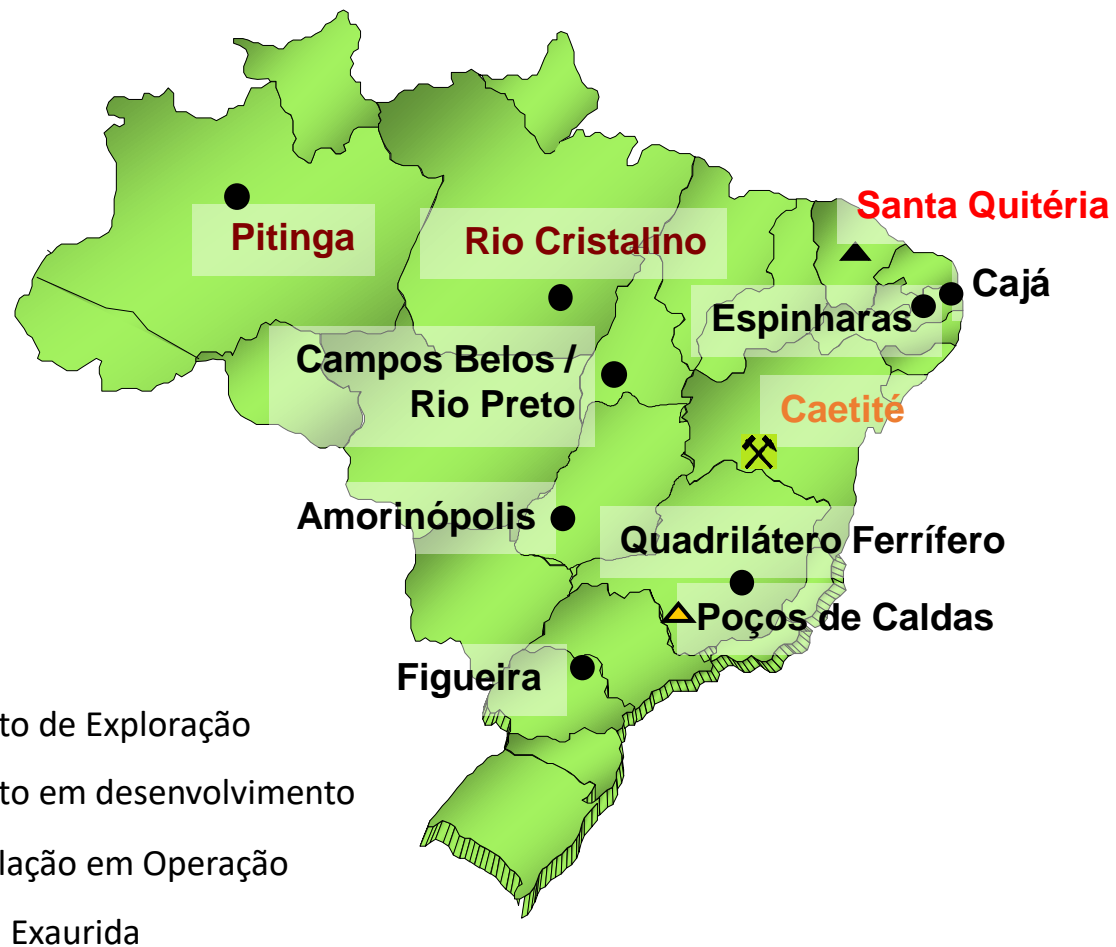 Santa Quitéria
Pitinga
Rio Cristalino
Cajá
Espinharas
Campos Belos /
Rio Preto
Caetité
Amorinópolis
Quadrilátero Ferrífero
Poços de Caldas
Figueira
to de Exploração
to em desenvolvimento
lação em Operação
Exaurida